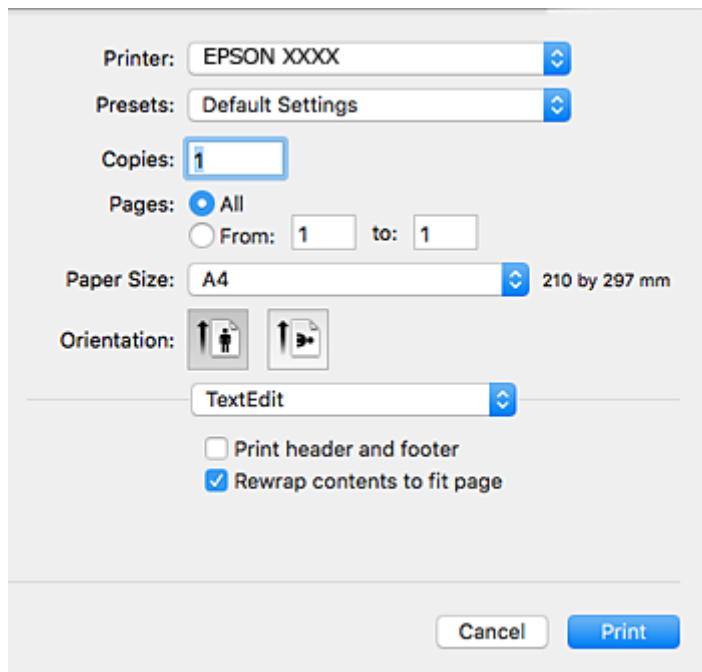 Printer: EPSON XXXX
Presets: Default Settings
Copies: 1
Pages: All
From: 1 to: 1
Paper Size: A4 210 by 297 mm
Orientation:
TextEdit
Print header and footer
Rewrap contents to fit page
Cancel Print